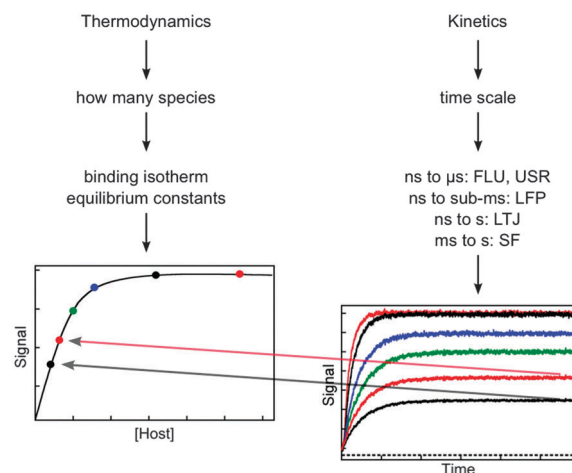 Thermodynamics
how many species
binding isotherm
equilibrium constants
Signal
[Host]
Kinetics
time scale
ns to µs: FLU, USR
ns to sub-ms: LFP
ns to s: LTJ
ms to s: SF
Signal
Time